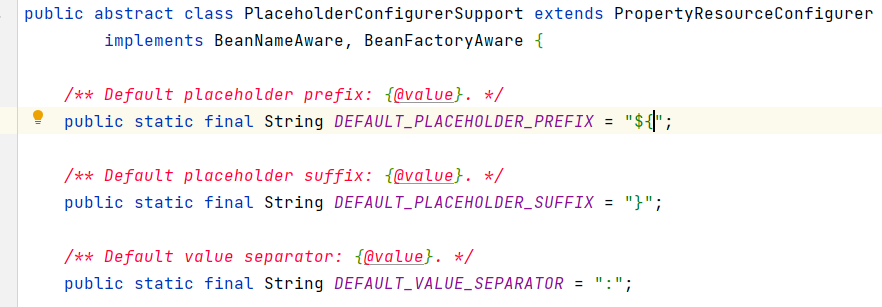 public abstract class PlaceholderConfigurerSupport extends PropertyResourceConfigurer
implements BeanNameAware, BeanFactoryAware {
/** Default placeholder prefix: {@value}. */
public static final String DEFAULT_PLACEHOLDER_PREFIX = "${";
/** Default placeholder suffix: {@value}. */
public static final String DEFAULT_PLACEHOLDER_SUFFIX = "}";
/** Default value separator: {@value}. */
public static final String DEFAULT_VALUE_SEPARATOR = ":";